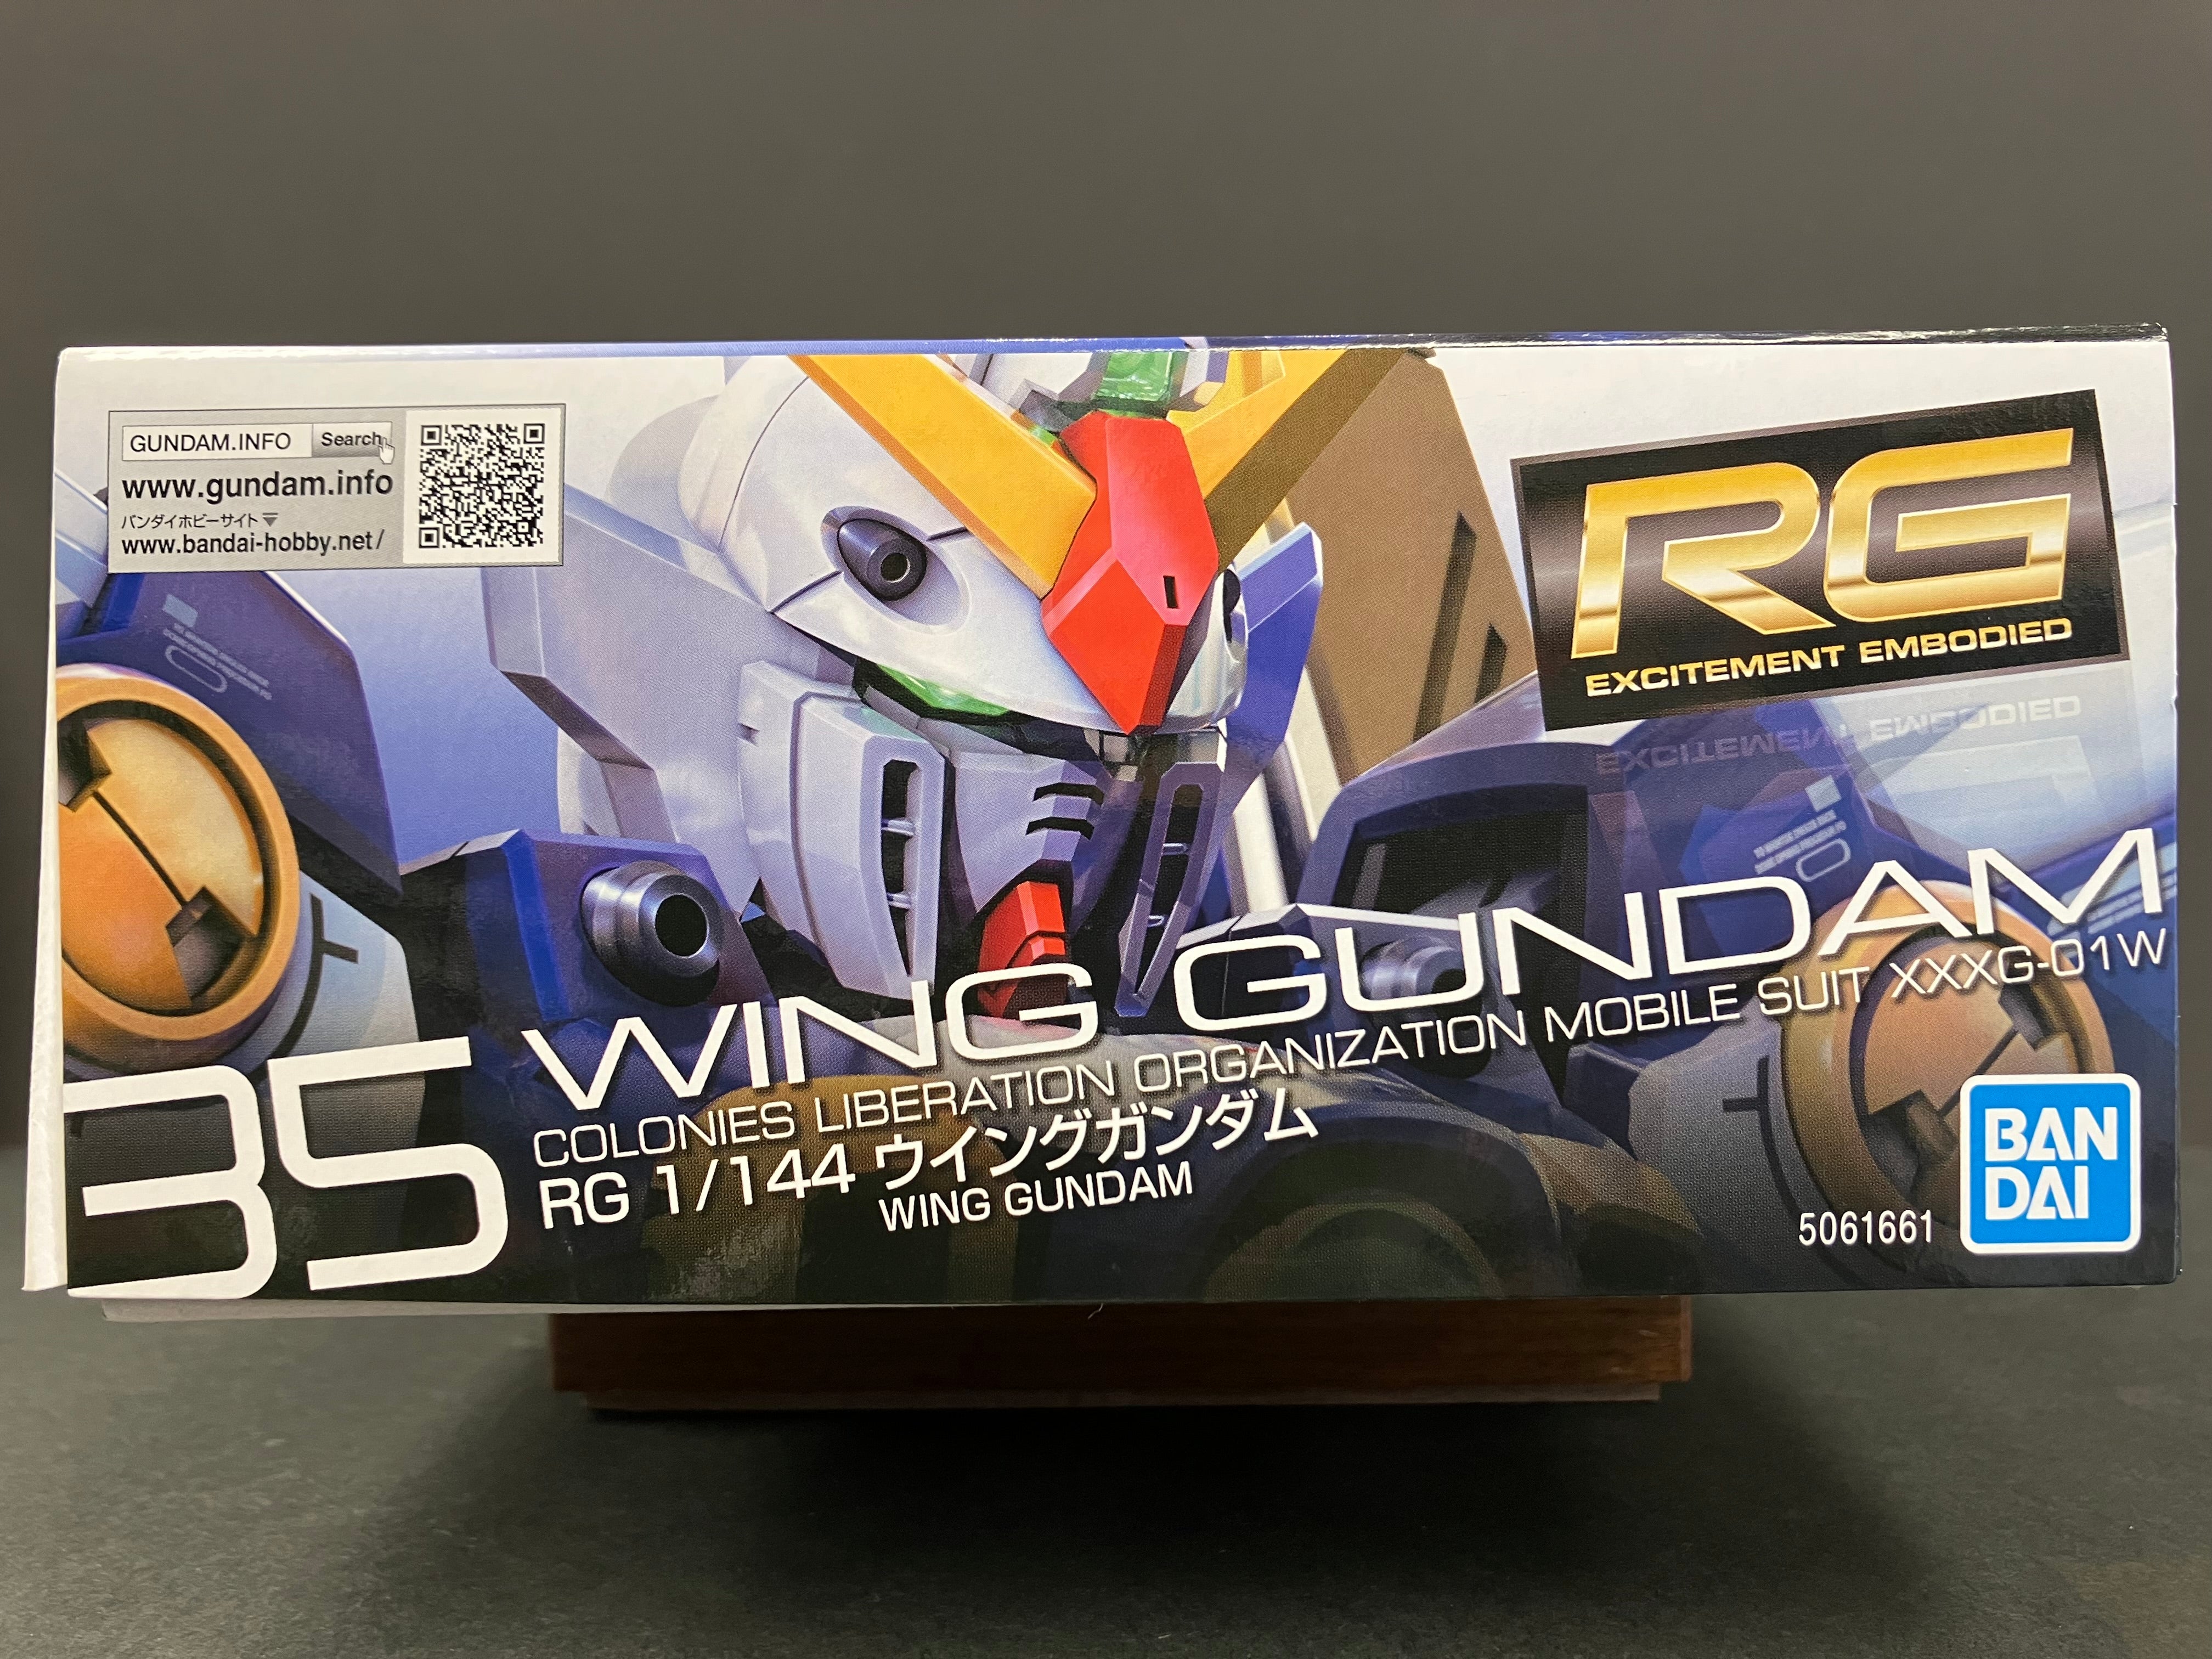 GUNDAM.INFO Search
www.gundam.info
バンダイホビーサイト▼
www.bandai-hobby.net/
RG
EXCITEMENT EMBODIED
EXCITEMENT EMBODIED
35
WING GUNDAM
COLONIES LIBERATION ORGANIZATION MOBILE SUIT XXXG-01W
RG 1/144 ウイングガンダム
WING GUNDAM
5061661
BAN
DAI